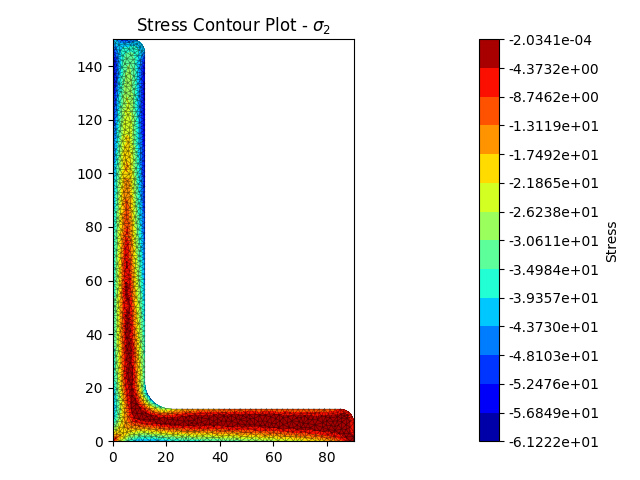 Stress Contour Plot - σ₂
140
120
100
80
60
40
20
0
0 20 40 60 80
-2.0341e-04
-4.3732e+00
-8.7462e+00
-1.3119e+01
-1.7492e+01
-2.1865e+01
-2.6238e+01
-3.0611e+01
-3.4984e+01
-3.9357e+01
-4.3730e+01
-4.8103e+01
-5.2476e+01
-5.6849e+01
-6.1222e+01
Stress